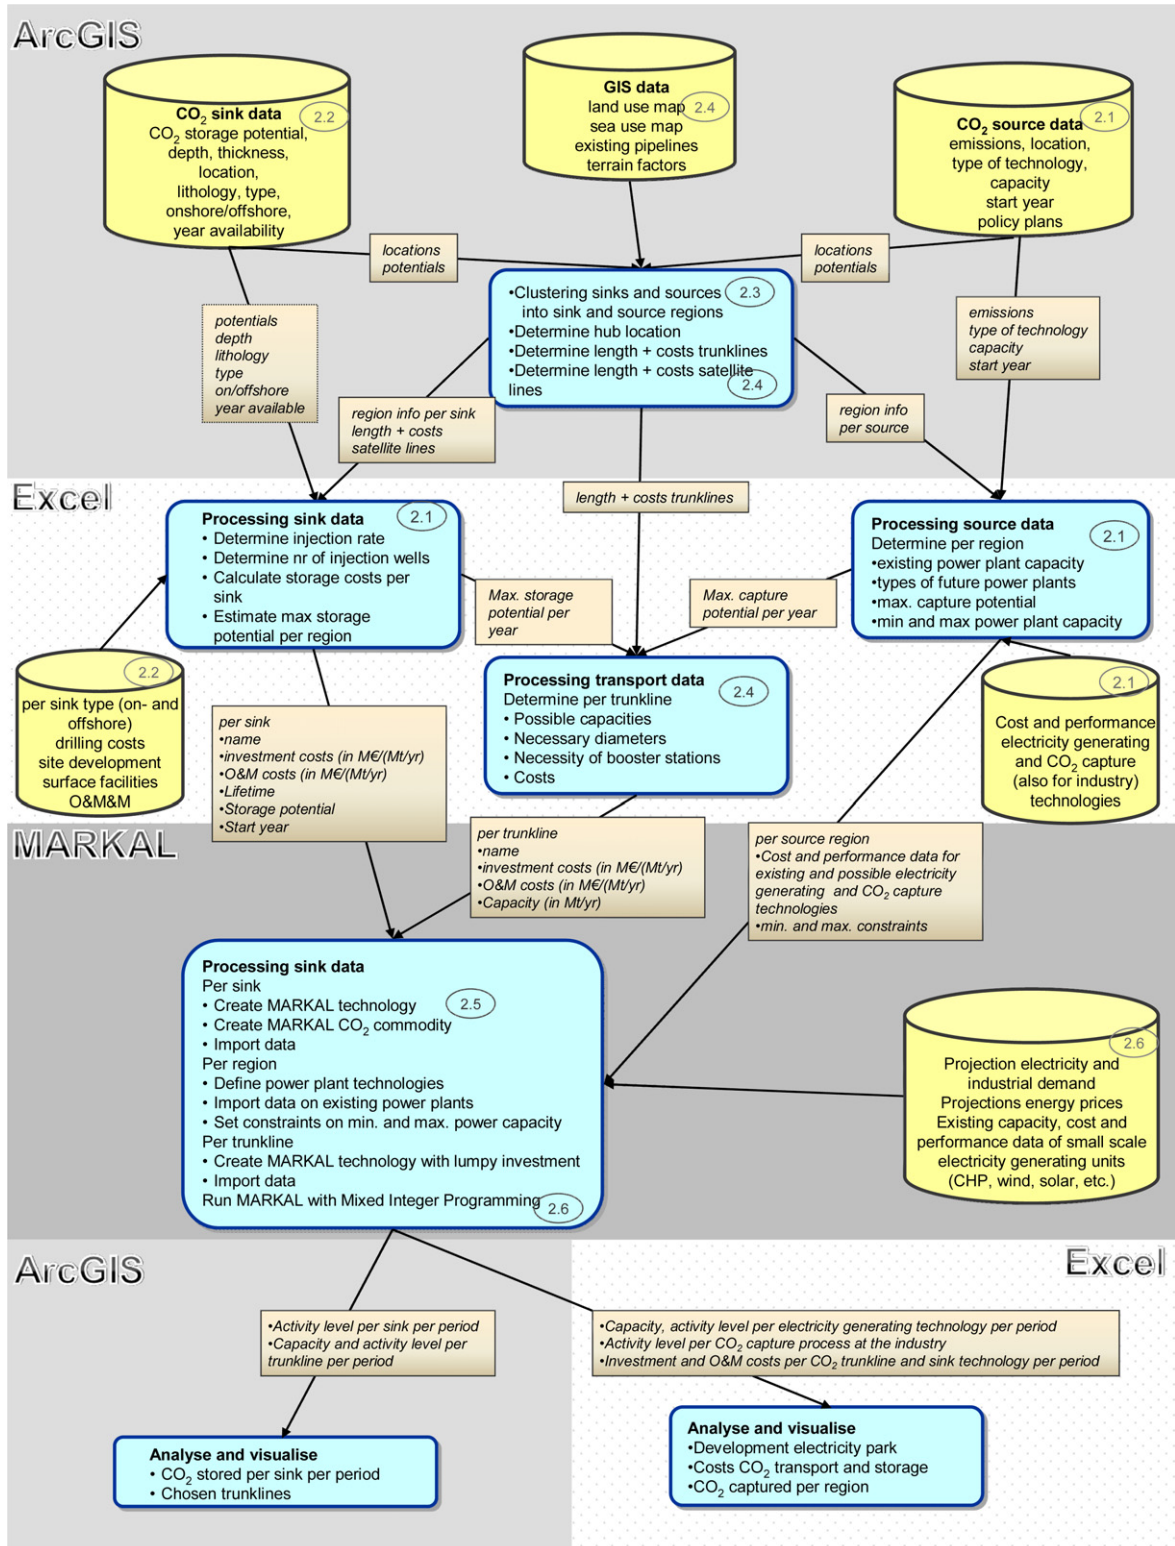 ArcGIS
CO2 sink data
2.2
CO2 storage potential,
depth, thickness,
location,
lithology, type,
onshore/offshore,
year availability
GIS data
land use map
2.4
sea use map
existing pipelines
terrain factors
CO2 source data
2.1
emissions, location,
type of technology,
capacity
start year
policy plans
locations
potentials
locations
potentials
•Clustering sinks and sources
into sink and source regions
2.3
•Determine hub location
•Determine length + costs trunklines
•Determine length + costs satellite
lines
2.4
potentials
depth
lithology
type
on/offshore
year available
emissions
type of technology
capacity
start year
region info per sink
length + costs
satellite lines
region info
per source
Excel
length + costs trunklines
Processing sink data
2.1
• Determine injection rate
• Determine nr of injection wells
• Calculate storage costs per
sink
• Estimate max storage
potential per region
Processing source data
2.1
Determine per region
•existing power plant capacity
•types of future power plants
•max. capture potential
•min and max power plant capacity
Max. storage
potential per
year
Max. capture
potential per year
2.2
per sink type (on- and
offshore)
drilling costs
site development
surface facilities
O&M&M
Processing transport data
2.4
Determine per trunkline
• Possible capacities
• Necessary diameters
• Necessity of booster stations
• Costs
2.1
Cost and performance
electricity generating
and CO2 capture
(also for industry)
technologies
per sink
•name
•investment costs (in M€/(Mt/yr)
•O&M costs (in M€/(Mt/yr)
•Lifetime
•Storage potential
•Start year
MARKAL
per trunkline
•name
•investment costs (in M€/(Mt/yr)
•O&M costs (in M€/(Mt/yr)
•Capacity (in Mt/yr)
per source region
•Cost and performance data for
existing and possible electricity
generating and CO2 capture
technologies
•min. and max. constraints
Processing sink data
Per sink
• Create MARKAL technology
2.5
• Create MARKAL CO2 commodity
• Import data
Per region
• Define power plant technologies
• Import data on existing power plants
• Set constraints on min. and max. power capacity
Per trunkline
• Create MARKAL technology with lumpy investment
• Import data
Run MARKAL with Mixed Integer Programming
2.6
2.6
Projection electricity and
industrial demand
Projections energy prices
Existing capacity, cost and
performance data of small scale
electricity generating units
(CHP, wind, solar, etc.)
ArcGIS
Excel
•Activity level per sink per period
•Capacity and activity level per
trunkline per period
•Capacity, activity level per electricity generating technology per period
•Activity level per CO2 capture process at the industry
•Investment and O&M costs per CO2 trunkline and sink technology per period
Analyse and visualise
• CO2 stored per sink per period
• Chosen trunklines
Analyse and visualise
•Development electricity park
•Costs CO2 transport and storage
•CO2 captured per region